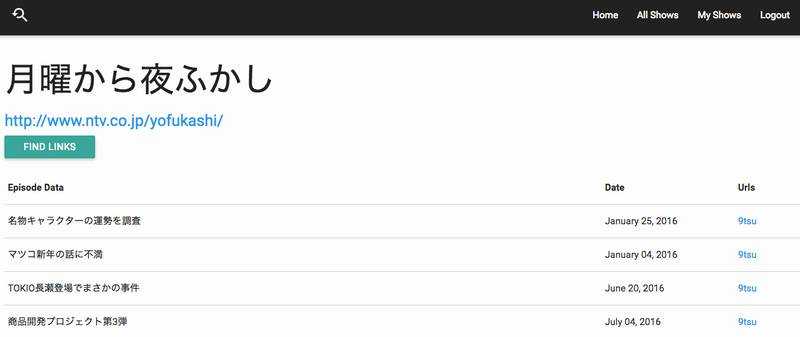 Home All Shows My Shows Logout
月曜から夜ふかし
http://www.ntv.co.jp/yofukashi/
FIND LINKS
Episode Data Date Urls
名物キャラクターの運勢を調査 January 25, 2016 9tsu
マツコ新年の話に不満 January 04, 2016 9tsu
TOKIO長瀬登場でまさかの事件 June 20, 2016 9tsu
商品開発プロジェクト第3弾 July 04, 2016 9tsu